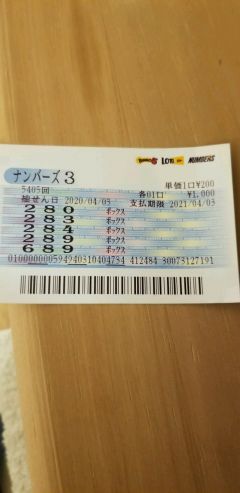 LOTO NUMBERS
ナンバーズ3 単価1口¥200
5405回 各01口 ¥1,000
抽せん日 2020/04/03 支払期限 2021/04/03
280 ボックス
283 ボックス
284 ボックス
289 ボックス
689 ボックス